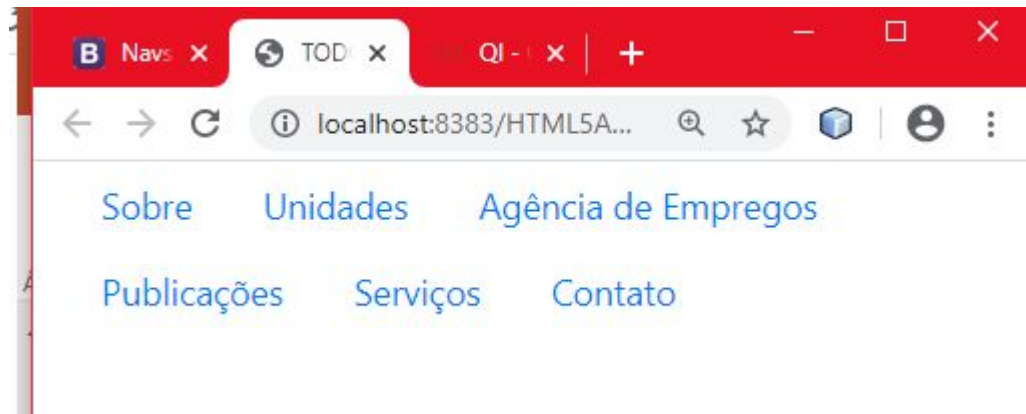 B Navs TOD QI -
localhost:8383/HTML5A...
Sobre Unidades Agência de Empregos
Publicações Serviços Contato